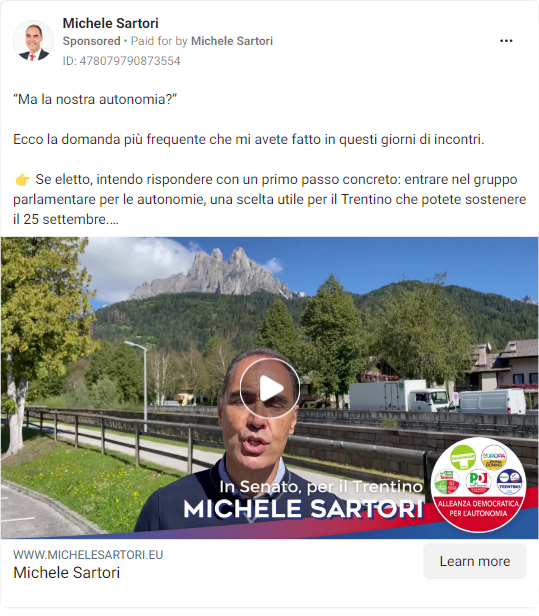 Michele Sartori
Sponsored • Paid for by Michele Sartori
ID: 478079790873554
“Ma la nostra autonomia?”
Ecco la domanda più frequente che mi avete fatto in questi giorni di incontri.
👉 Se eletto, intendo rispondere con un primo passo concreto: entrare nel gruppo
parlamentare per le autonomie, una scelta utile per il Trentino che potete sostenere
il 25 settembre....
In Senato, per il Trentino
MICHELE SARTORI
EUROPA
PD
TRENTINO
ALLEANZA DEMOCRATICA
PER L'AUTONOMIA
WWW.MICHELESARTORI.EU
Michele Sartori
Learn more